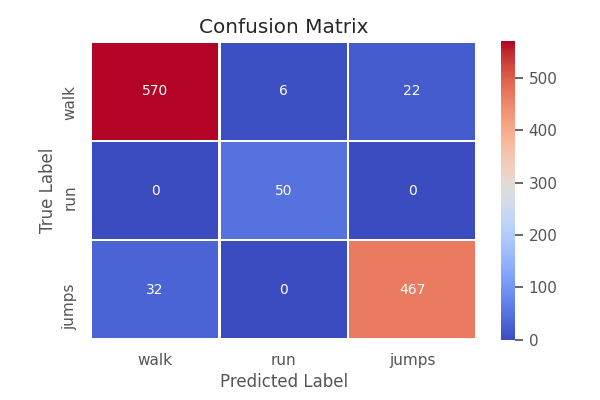 Confusion Matrix
True Label
walk
570
6
22
run
0
50
0
jumps
32
0
467
walk
run
jumps
Predicted Label
500
400
300
200
100
0